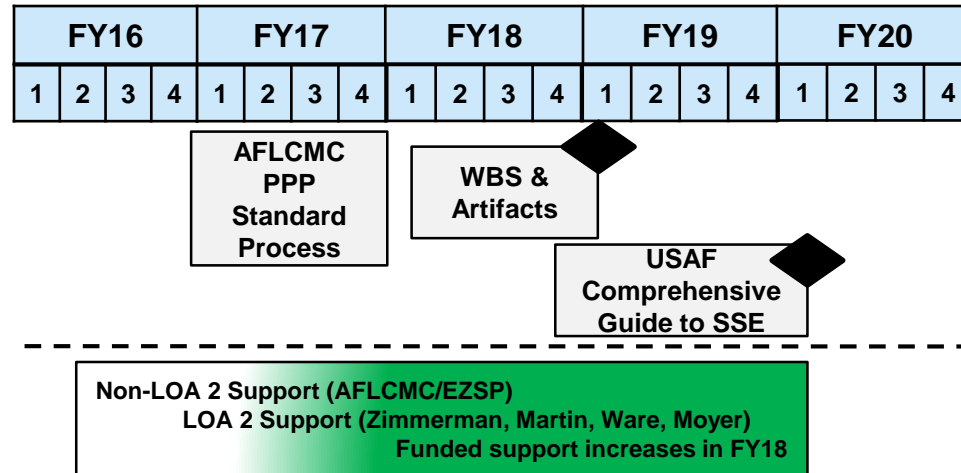 FY16 FY17 FY18 FY19 FY20
1 2 3 4 1 2 3 4 1 2 3 4 1 2 3 4 1 2 3 4
AFLCMC
PPP
Standard
Process
WBS &
Artifacts
USAF
Comprehensive
Guide to SSE
Non-LOA 2 Support (AFLCMC/EZSP)
LOA 2 Support (Zimmerman, Martin, Ware, Moyer)
Funded support increases in FY18